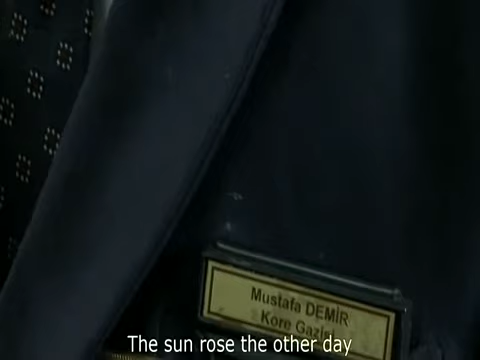 Mustafa DEMİR
Kore Gazisi
The sun rose the other day